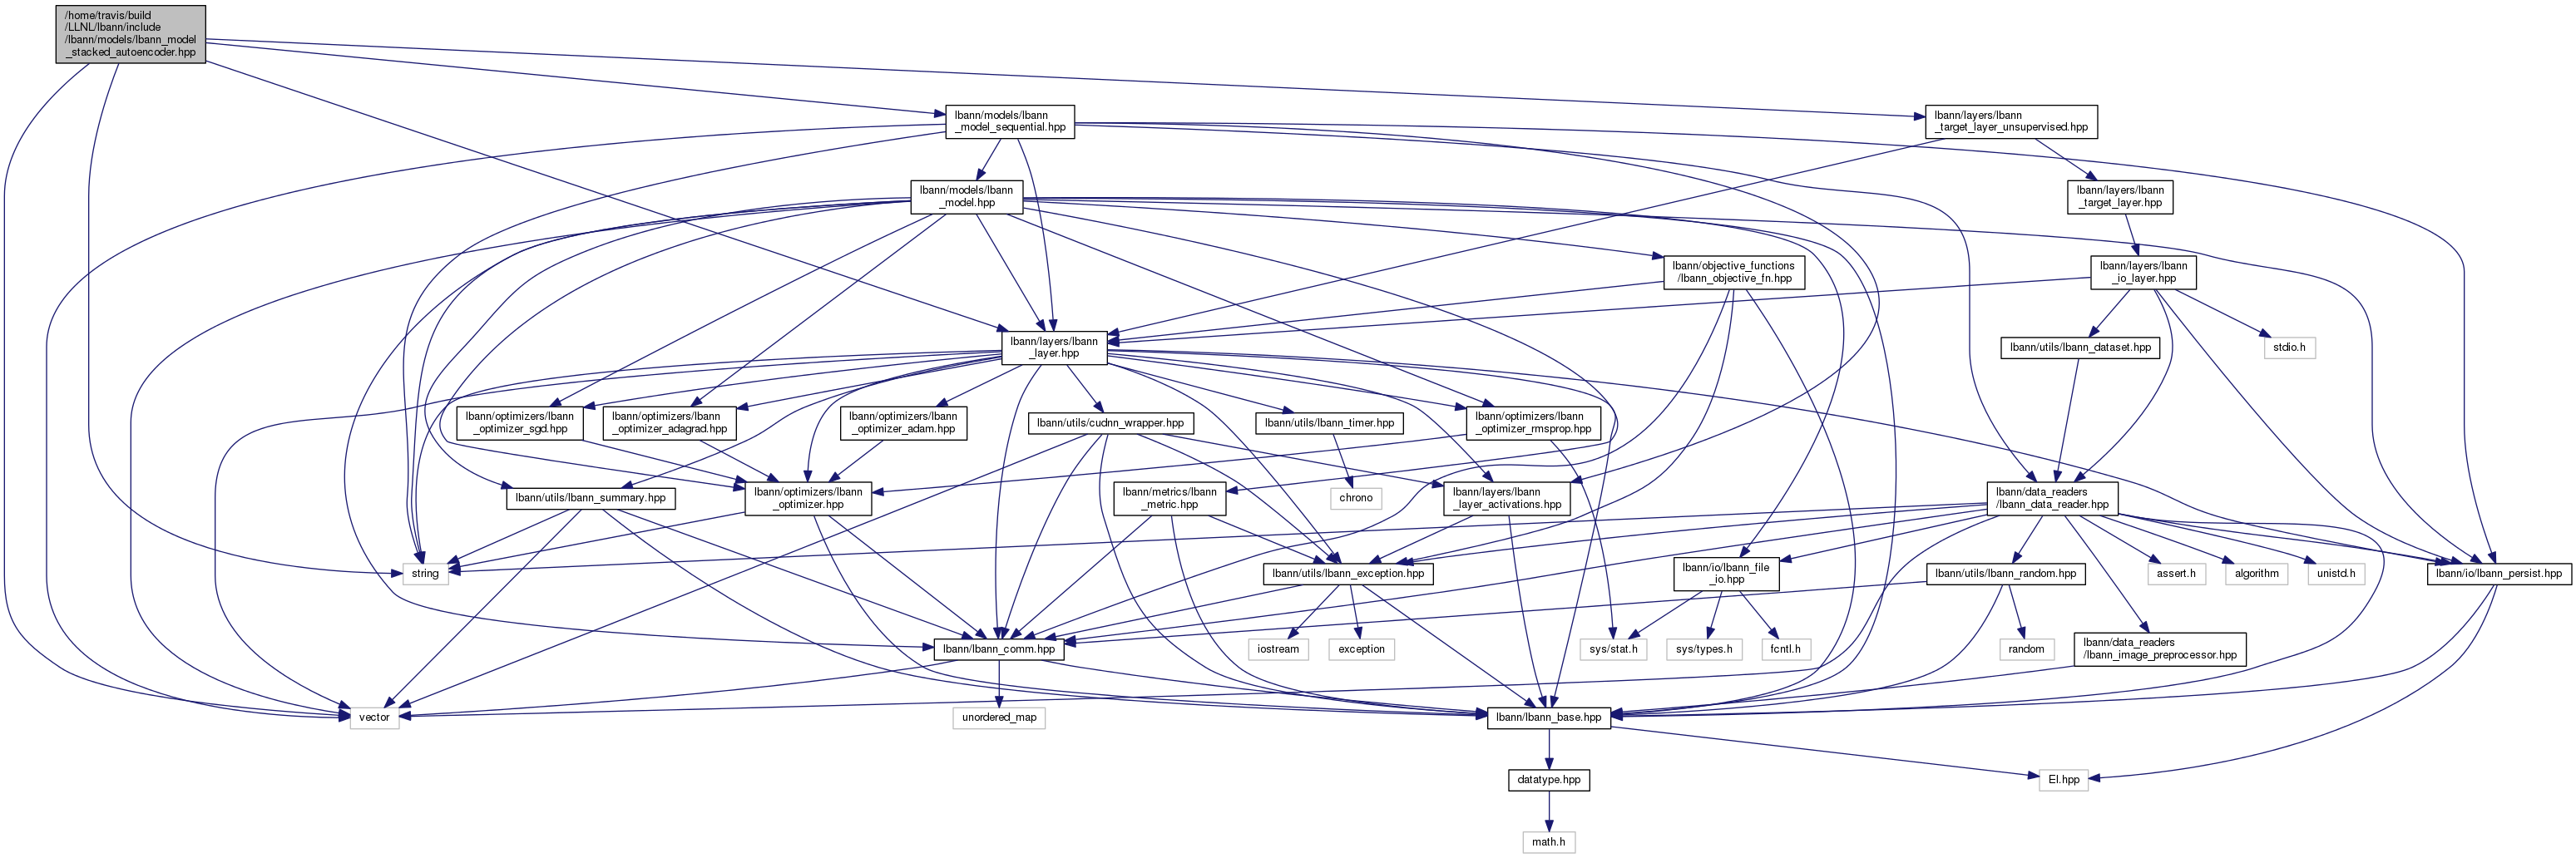 /home/travis/build
/LLNL/lbann/include
/lbann/models/lbann_model
_stacked_autoencoder.hpp
lbann/models/lbann
_model_sequential.hpp
lbann/layers/lbann
_target_layer_unsupervised.hpp
lbann/models/lbann
_model.hpp
lbann/layers/lbann
_target_layer.hpp
lbann/objective_functions
/lbann_objective_fn.hpp
lbann/layers/lbann
_io_layer.hpp
lbann/layers/lbann
_layer.hpp
lbann/utils/lbann_dataset.hpp
stdio.h
lbann/optimizers/lbann
_optimizer_sgd.hpp
lbann/optimizers/lbann
_optimizer_adagrad.hpp
lbann/optimizers/lbann
_optimizer_adam.hpp
lbann/utils/cudnn_wrapper.hpp
lbann/utils/lbann_timer.hpp
lbann/optimizers/lbann
_optimizer_rmsprop.hpp
lbann/utils/lbann_summary.hpp
lbann/optimizers/lbann
_optimizer.hpp
lbann/metrics/lbann
_metric.hpp
chrono
lbann/layers/lbann
_layer_activations.hpp
lbann/data_readers
/lbann_data_reader.hpp
string
lbann/utils/lbann_exception.hpp
lbann/io/lbann_file
_io.hpp
lbann/utils/lbann_random.hpp
assert.h
algorithm
unistd.h
lbann/io/lbann_persist.hpp
lbann/lbann_comm.hpp
iostream
exception
sys/stat.h
sys/types.h
fcntl.h
random
lbann/data_readers
/lbann_image_preprocessor.hpp
vector
unordered_map
lbann/lbann_base.hpp
datatype.hpp
El.hpp
math.h